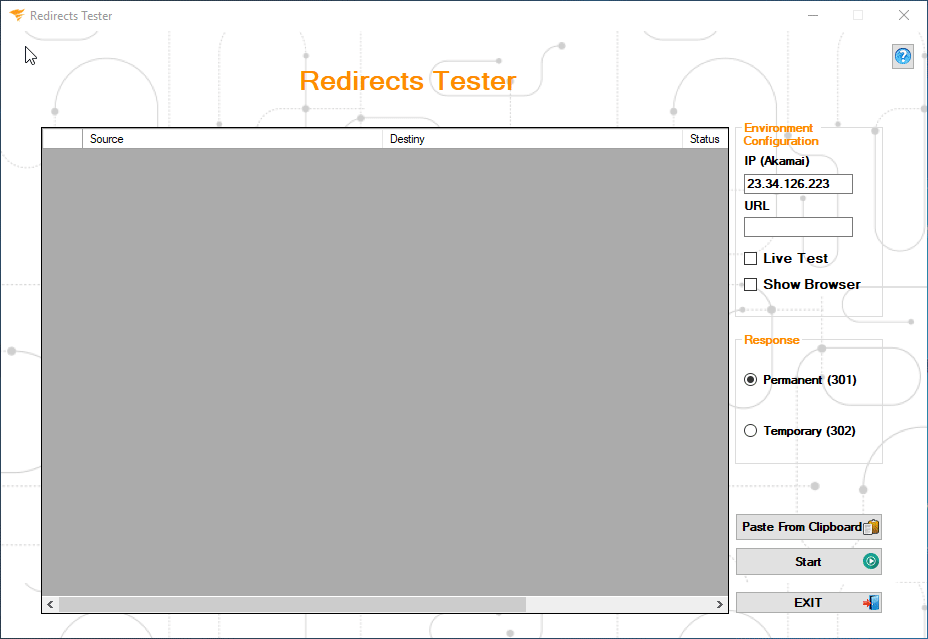 Redirects Tester
Redirects Tester
Source Destiny Status
Environment
Configuration
IP (Akamai)
23.34.126.223
URL
Live Test
Show Browser
Response
Permanent (301)
Temporary (302)
Paste From Clipboard
Start
EXIT